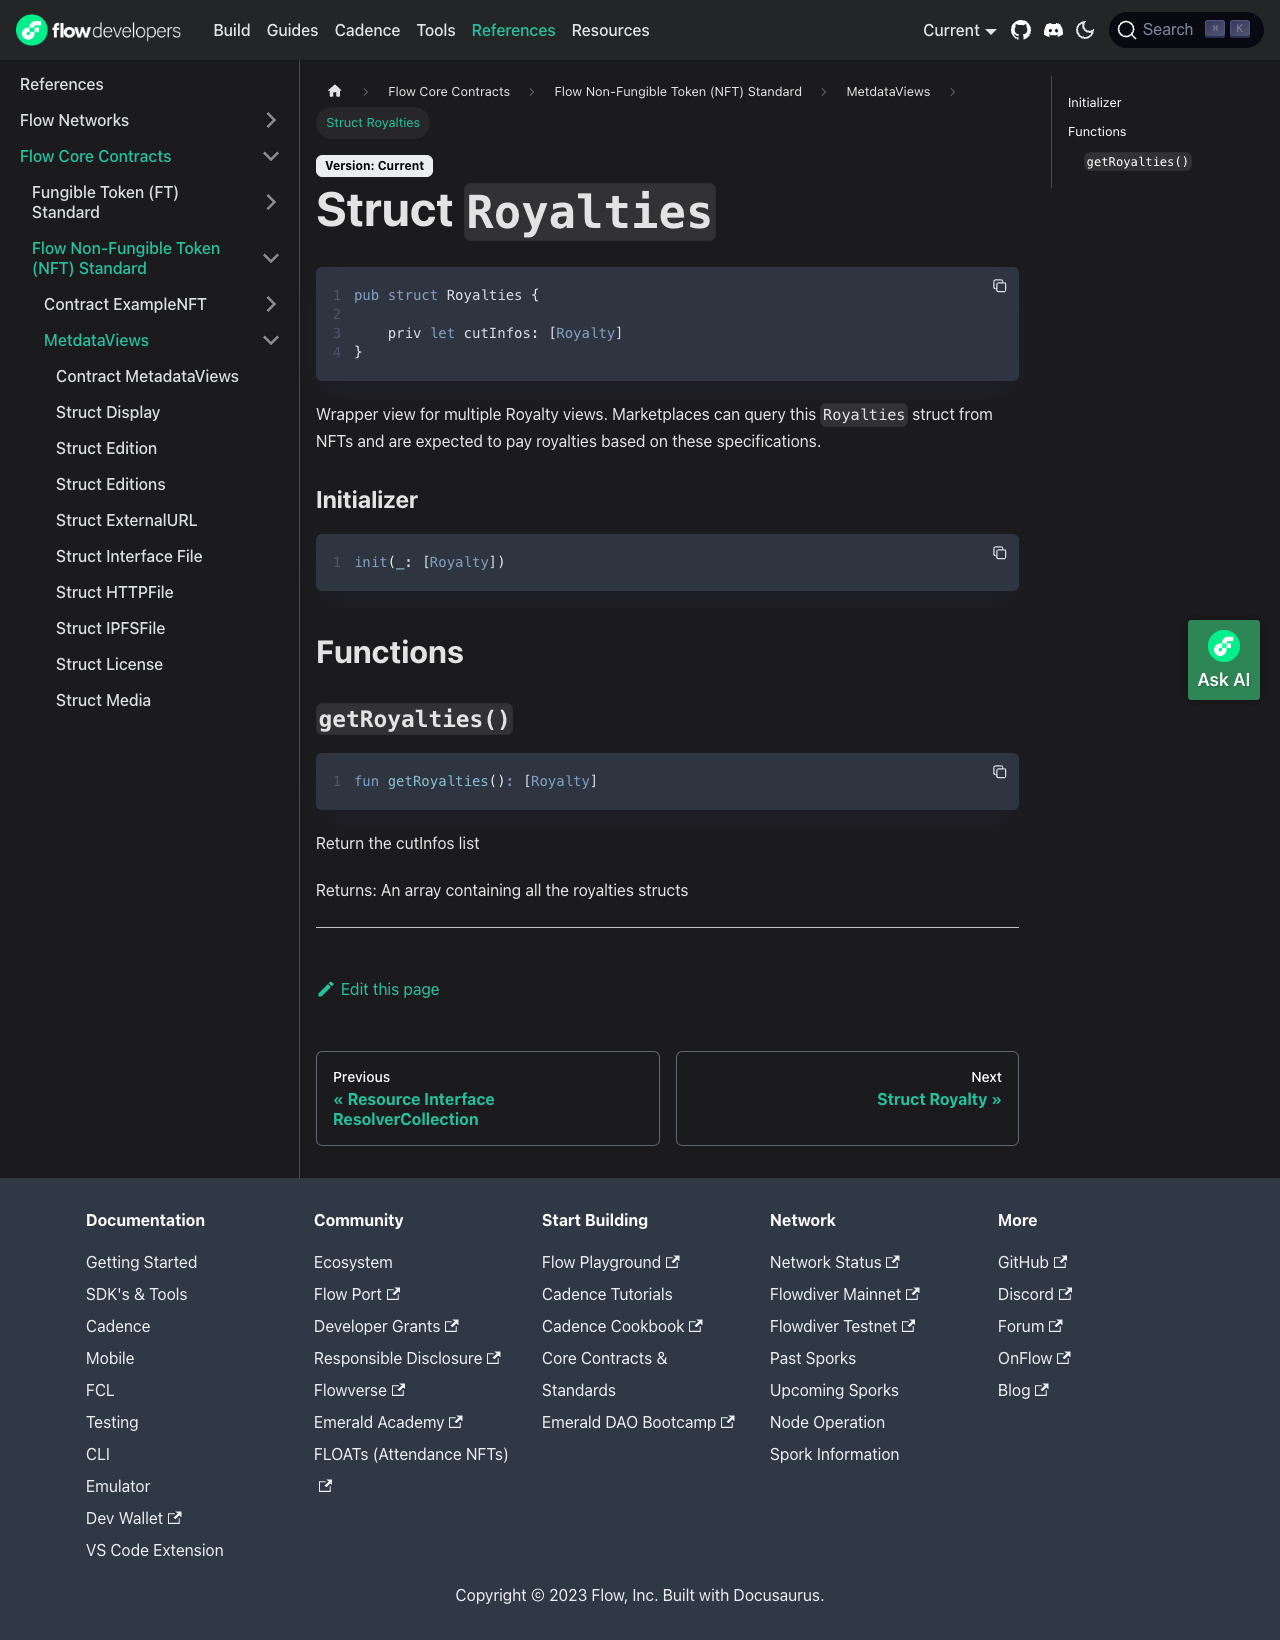 flowdevelopers Build Guides Cadence Tools References Resources Current Search ⌘ K
References
Flow Networks
Flow Core Contracts
Fungible Token (FT)
Standard
Flow Non-Fungible Token
(NFT) Standard
Contract ExampleNFT
MetdataViews
Contract MetadataViews
Struct Display
Struct Edition
Struct Editions
Struct ExternalURL
Struct Interface File
Struct HTTPFile
Struct IPFSFile
Struct License
Struct Media
Flow Core Contracts Flow Non-Fungible Token (NFT) Standard MetdataViews
Struct Royalties
Version: Current
Struct Royalties
1 pub struct Royalties {
2
3 priv let cutInfos: [Royalty]
4 }
Wrapper view for multiple Royalty views. Marketplaces can query this Royalties struct from
NFTs and are expected to pay royalties based on these specifications.
Initializer
1 init(_: [Royalty])
Functions
getRoyalties()
1 fun getRoyalties(): [Royalty]
Return the cutInfos list
Returns: An array containing all the royalties structs
Edit this page
Previous
« Resource Interface
ResolverCollection
Next
Struct Royalty »
Initializer
Functions
getRoyalties()
Ask AI
Documentation
Getting Started
SDK's & Tools
Cadence
Mobile
FCL
Testing
CLI
Emulator
Dev Wallet
VS Code Extension
Community
Ecosystem
Flow Port
Developer Grants
Responsible Disclosure
Flowverse
Emerald Academy
FLOATs (Attendance NFTs)
Start Building
Flow Playground
Cadence Tutorials
Cadence Cookbook
Core Contracts &
Standards
Emerald DAO Bootcamp
Network
Network Status
Flowdiver Mainnet
Flowdiver Testnet
Past Sporks
Upcoming Sporks
Node Operation
Spork Information
More
GitHub
Discord
Forum
OnFlow
Blog
Copyright © 2023 Flow, Inc. Built with Docusaurus.